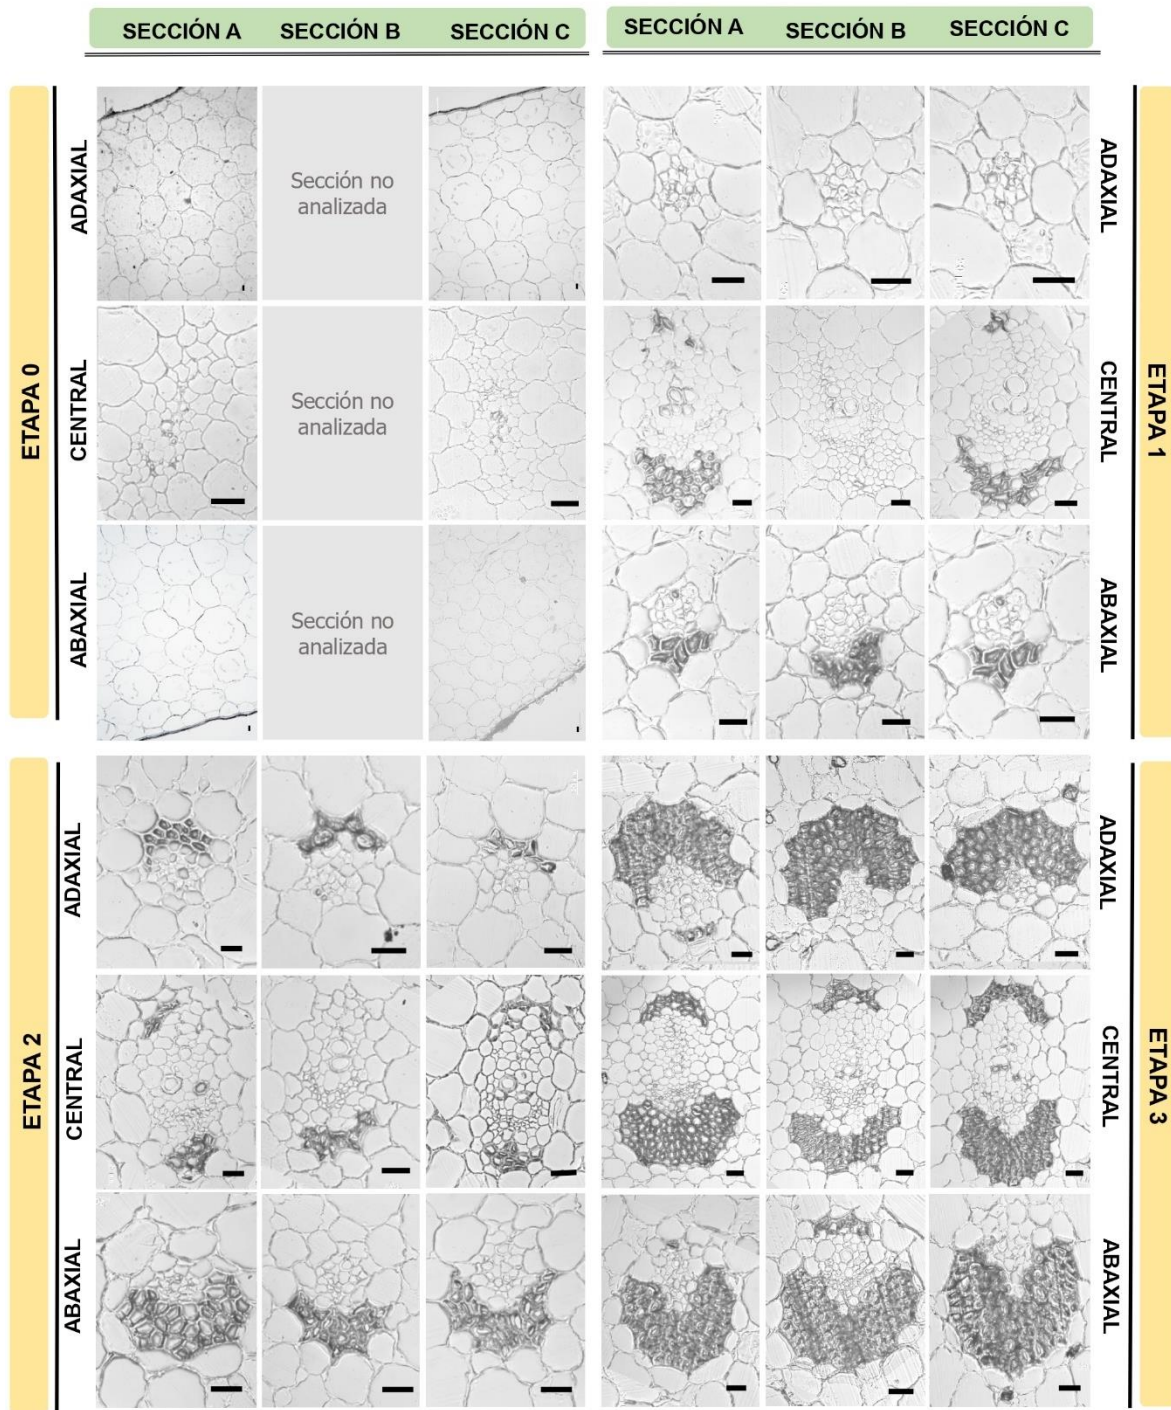 SECCIÓN A
SECCIÓN B
SECCIÓN C
SECCIÓN A
SECCIÓN B
SECCIÓN C
ETAPA 0
ADAXIAL
Sección no
analizada
CENTRAL
Sección no
analizada
ABAXIAL
Sección no
analizada
ETAPA 1
ADAXIAL
CENTRAL
ABAXIAL
ETAPA 2
ADAXIAL
CENTRAL
ABAXIAL
ETAPA 3
ADAXIAL
CENTRAL
ABAXIAL